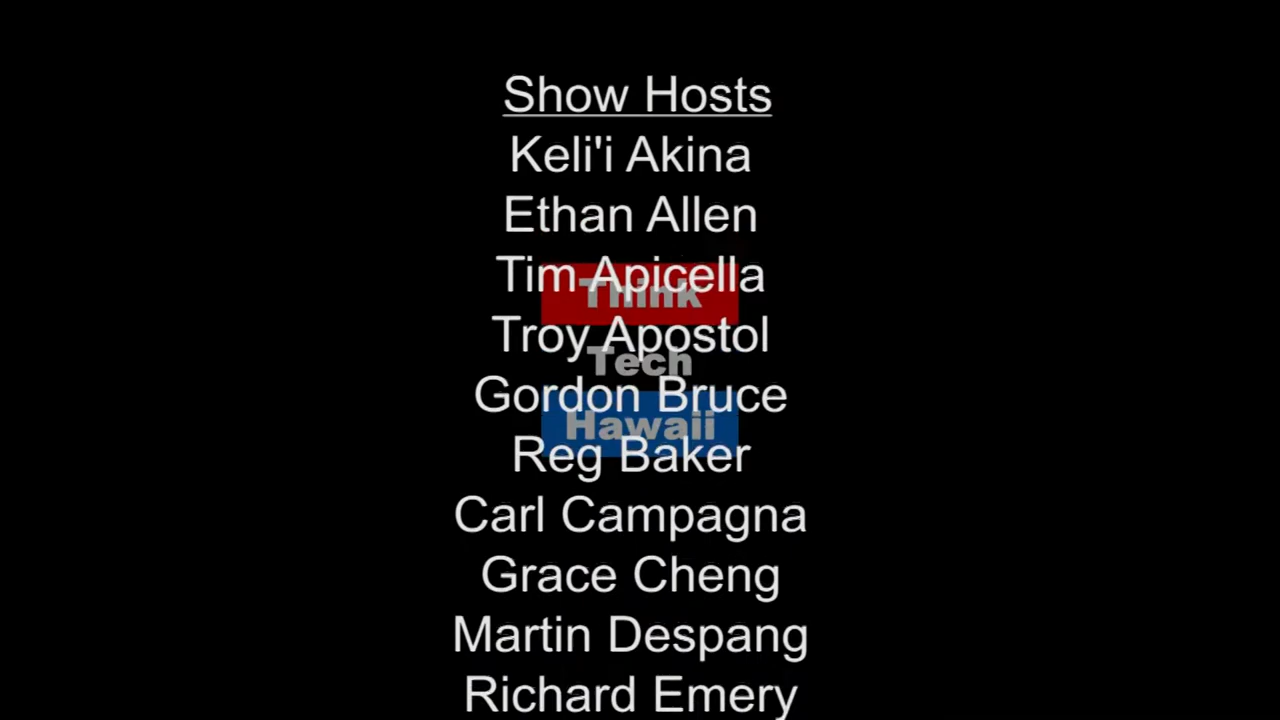 Show Hosts
Keli'i Akina
Ethan Allen
Tim Apicella
Think
Troy Apostol
Tech
Gordon Bruce
Hawaii
Reg Baker
Carl Campagna
Grace Cheng
Martin Despang
Richard Emery